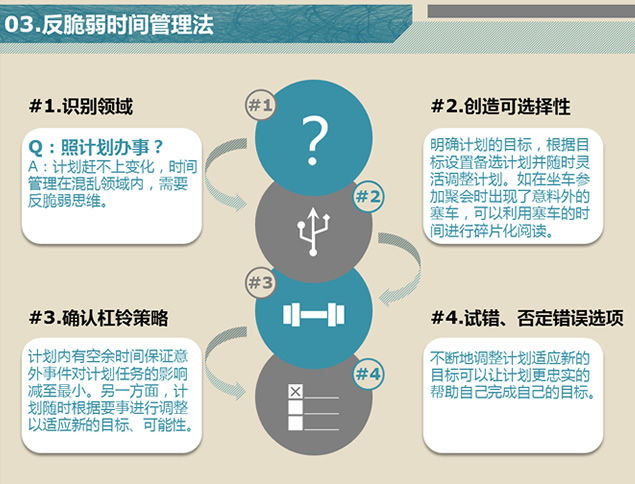 03.反脆弱时间管理法
#1.识别领域
Q：照计划办事？
A：计划赶不上变化，时间
管理在混乱领域内，需要
反脆弱思维。
#1
?
#2
#3
#4
#2.创造可选择性
明确计划的目标，根据目
标设置备选计划并随时灵
活调整计划。如在坐车参
加聚会时出现了意料外的
塞车，可以利用塞车的时
间进行碎片化阅读。
#3.确认杠铃策略
计划内有空余时间保证意
外事件对计划任务的影响
减至最小。另一方面，计
划随时根据要事进行调整
以适应新的目标、可能性。
#4.试错、否定错误选项
不断地调整计划适应新的
目标可以让计划更忠实的
帮助自己完成自己的目标。